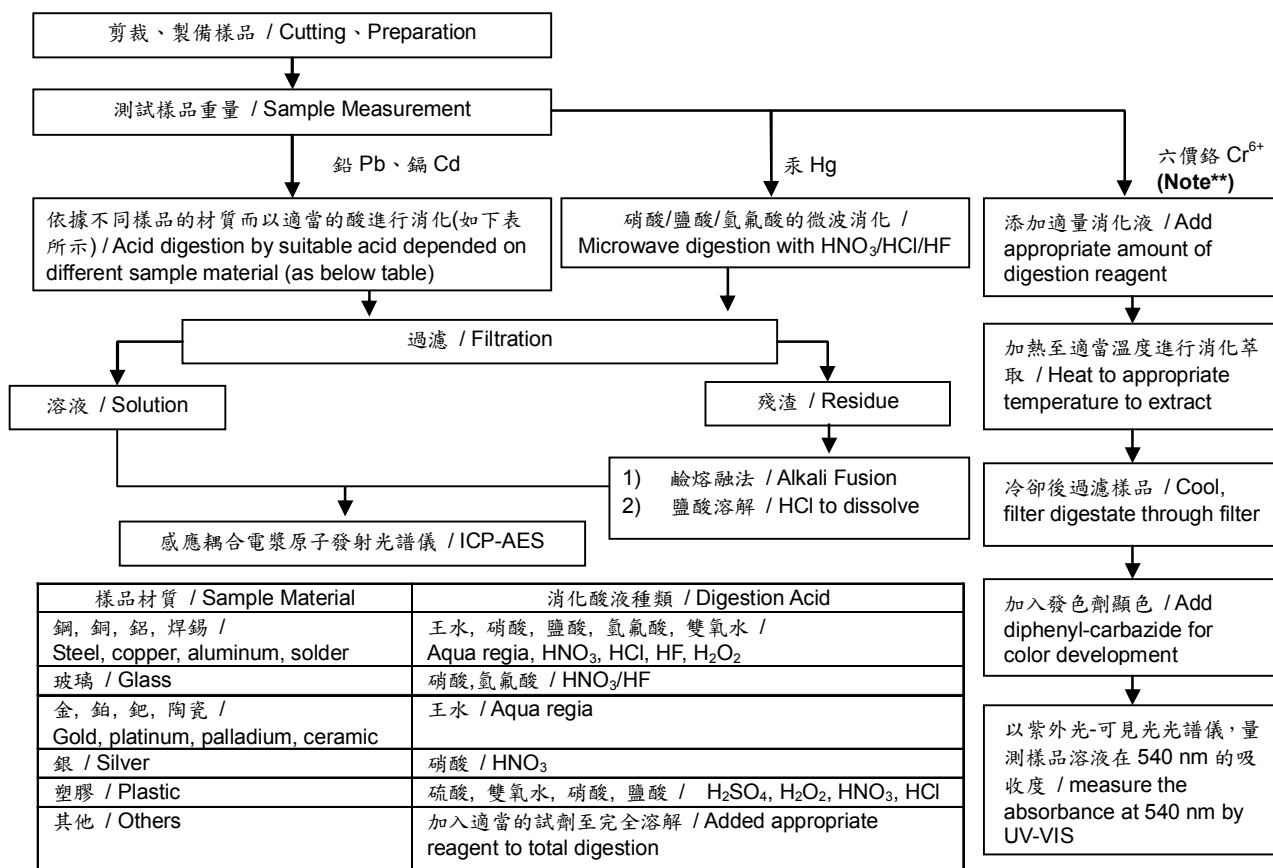 剪裁、製備樣品 / Cutting、Preparation
測試樣品重量 / Sample Measurement
鉛 Pb、鎘 Cd
汞 Hg
六價鉻 Cr⁶⁺
(Note**)
依據不同樣品的材質而以適當的酸進行消化(如下表
所示) / Acid digestion by suitable acid depended on
different sample material (as below table)
硝酸/鹽酸/氫氟酸的微波消化 /
Microwave digestion with HNO₃/HCl/HF
添加適量消化液 / Add
appropriate amount of
digestion reagent
過濾 / Filtration
加熱至適當溫度進行消化萃
取 / Heat to appropriate
temperature to extract
溶液 / Solution
殘渣 / Residue
1) 鹼熔融法 / Alkali Fusion
2) 鹽酸溶解 / HCl to dissolve
冷卻後過濾樣品 / Cool,
filter digestate through filter
感應耦合電漿原子發射光譜儀 / ICP-AES
加入發色劑顯色 / Add
diphenyl-carbazide for
color development
以紫外光-可見光光譜儀，量
測樣品溶液在 540 nm 的吸
收度 / measure the
absorbance at 540 nm by
UV-VIS
樣品材質 / Sample Material 消化酸液種類 / Digestion Acid
鋼, 銅, 鋁, 焊錫 / 王水, 硝酸, 鹽酸, 氫氟酸, 雙氧水 /
Steel, copper, aluminum, solder Aqua regia, HNO₃, HCl, HF, H₂O₂
玻璃 / Glass 硝酸,氫氟酸 / HNO₃/HF
金, 鉑, 鈀, 陶瓷 / 王水 / Aqua regia
Gold, platinum, palladium, ceramic
銀 / Silver 硝酸 / HNO₃
塑膠 / Plastic 硫酸, 雙氧水, 硝酸, 鹽酸 / H₂SO₄, H₂O₂, HNO₃, HCl
其他 / Others 加入適當的試劑至完全溶解 / Added appropriate
reagent to total digestion